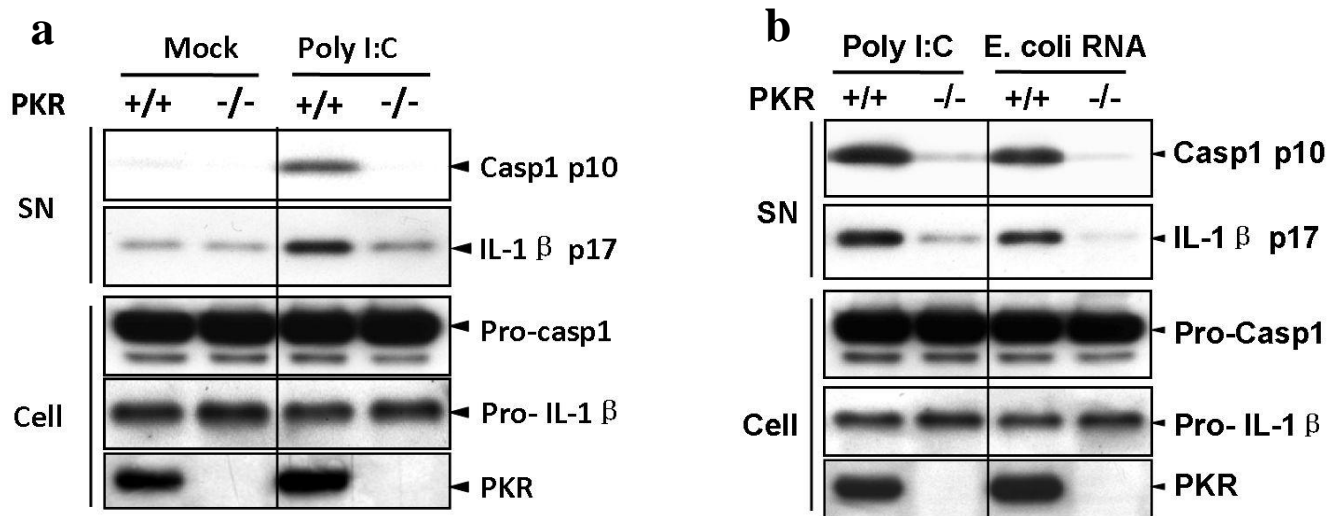 a
Mock Poly I:C
PKR +/+ -/- +/+ -/-
SN
Casp1 p10
IL-1 β p17
Cell
Pro-casp1
Pro- IL-1 β
PKR
b
Poly I:C E. coli RNA
PKR +/+ -/- +/+ -/-
SN
Casp1 p10
IL-1 β p17
Cell
Pro-Casp1
Pro- IL-1 β
PKR